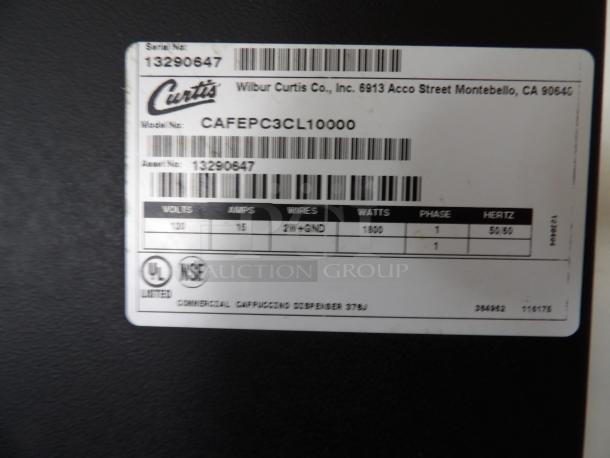 Serial No:
13290647
Curtis
Wilbur Curtis Co., Inc. 6913 Acco Street Montebello, CA 90640
Model No: CAFEPC3CL10000
Asset No: 13290647
VOLTS AMPS WIRES WATTS PHASE HERTZ
120 15 2W+GND 1800 1 50/60
1
UL NSF
LISTED
AUCTION GROUP
COMMERCIAL CAPPUCCINO DISPENSER 378J 364962 116175